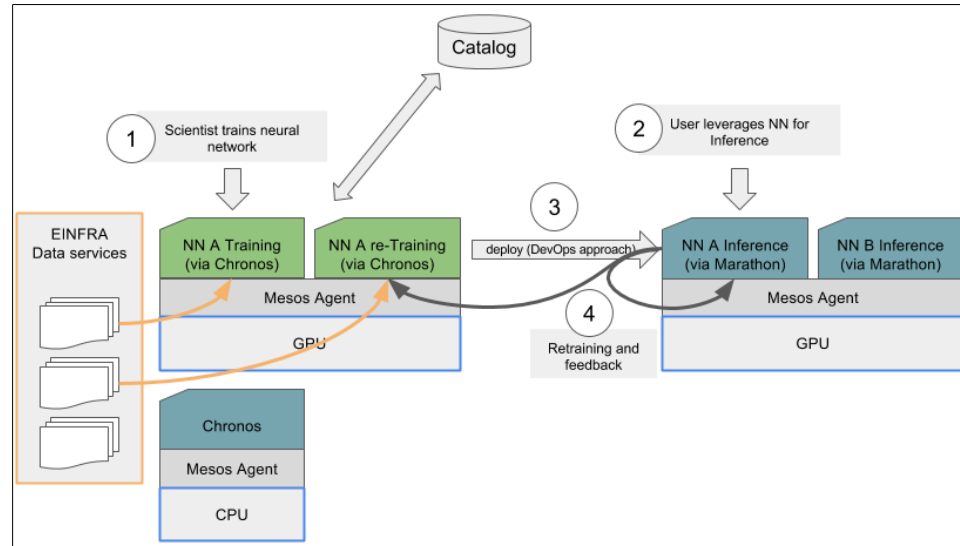 Catalog
1
Scientist trains neural
network
2
User leverages NN for
Inference
3
EINFRA
Data services
NN A Training
(via Chronos)
NN A re-Training
(via Chronos)
deploy (DevOps approach)
NN A Inference
(via Marathon)
NN B Inference
(via Marathon)
Mesos Agent
Mesos Agent
GPU
4
GPU
Retraining and
feedback
Chronos
Mesos Agent
CPU